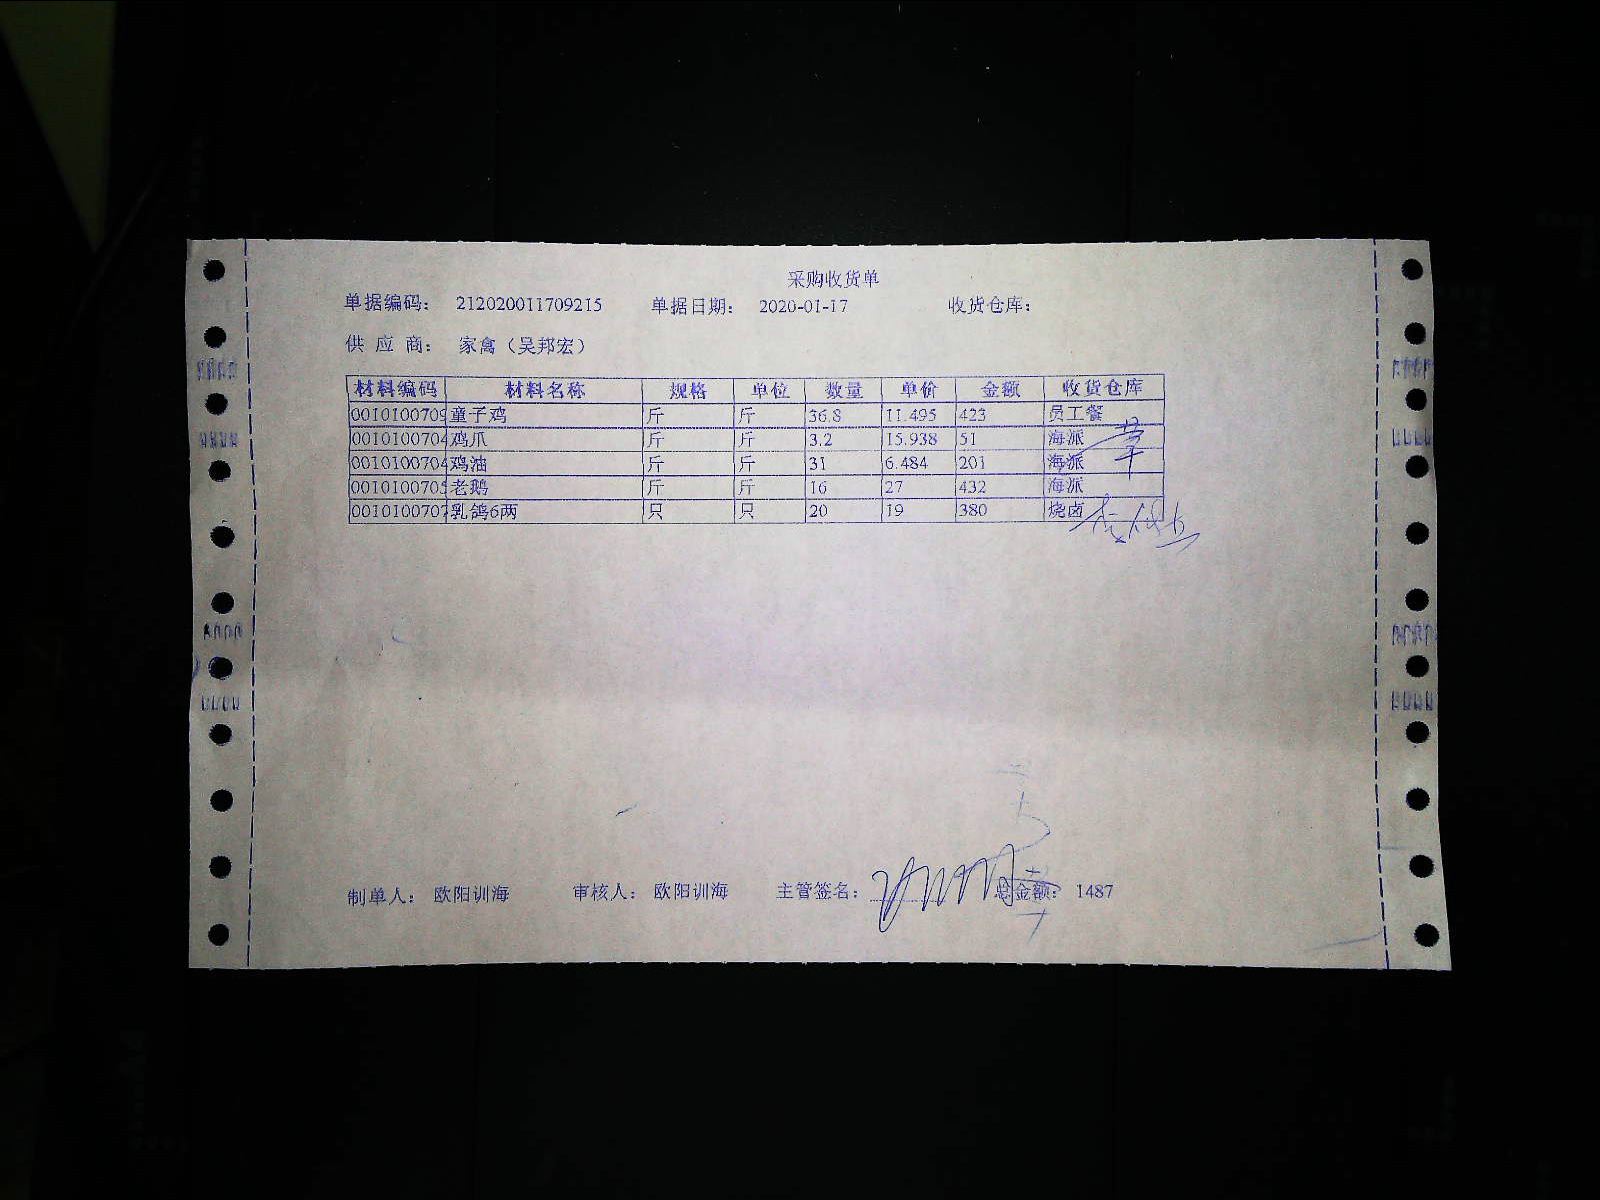 采购收货单
单据编码： 212020011709215 单据日期： 2020-01-17 收货仓库：
供 应 商： 家禽（吴邦宏）
材料编码 材料名称 规格 单位 数量 单价 金额 收货仓库
0010100709 童子鸡 斤 斤 36.8 11.495 423 员工餐
0010100704 鸡爪 斤 斤 3.2 15.938 51 海派
0010100704 鸡油 斤 斤 31 6.484 201 海派
0010100705 老鹅 斤 斤 16 27 432 海派
0010100707 乳鸽6两 只 只 20 19 380 烧卤
制单人： 欧阳训海 审核人： 欧阳训海 主管签名： 总金额： 1487